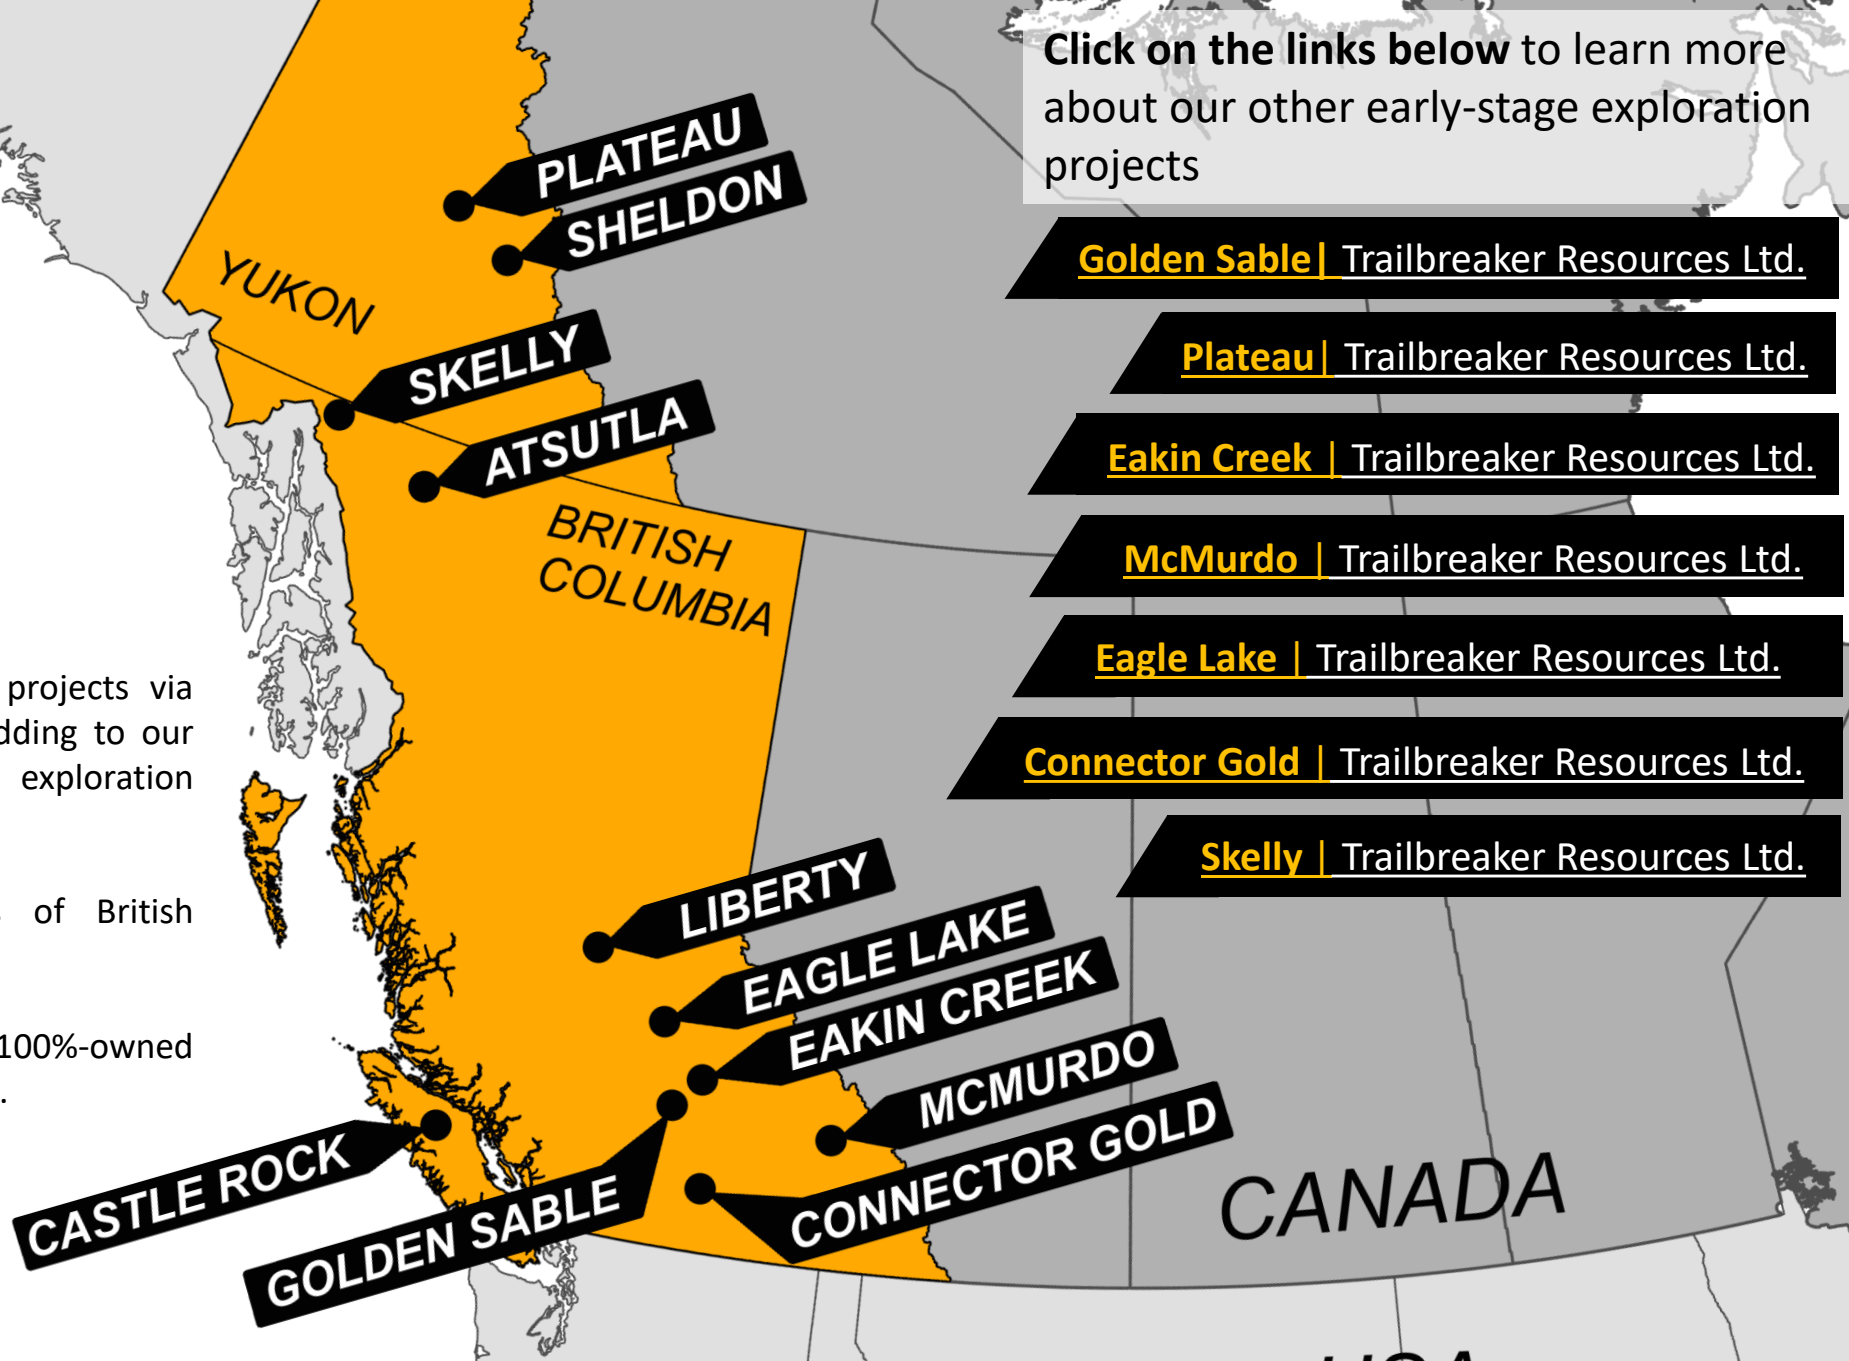 Click on the links below to learn more
about our other early-stage exploration
projects
Golden Sable| Trailbreaker Resources Ltd.
Plateau| Trailbreaker Resources Ltd.
Eakin Creek | Trailbreaker Resources Ltd.
McMurdo | Trailbreaker Resources Ltd.
Eagle Lake | Trailbreaker Resources Ltd.
Connector Gold | Trailbreaker Resources Ltd.
Skelly | Trailbreaker Resources Ltd.
PLATEAU
SHELDON
YUKON
SKELLY
ATSUTLA
BRITISH
COLUMBIA
projects via
to our
exploration
of British
100%-owned
.
LIBERTY
EAGLE LAKE
EAKIN CREEK
MCMURDO
CONNECTOR GOLD
CASTLE ROCK
GOLDEN SABLE
CANADA